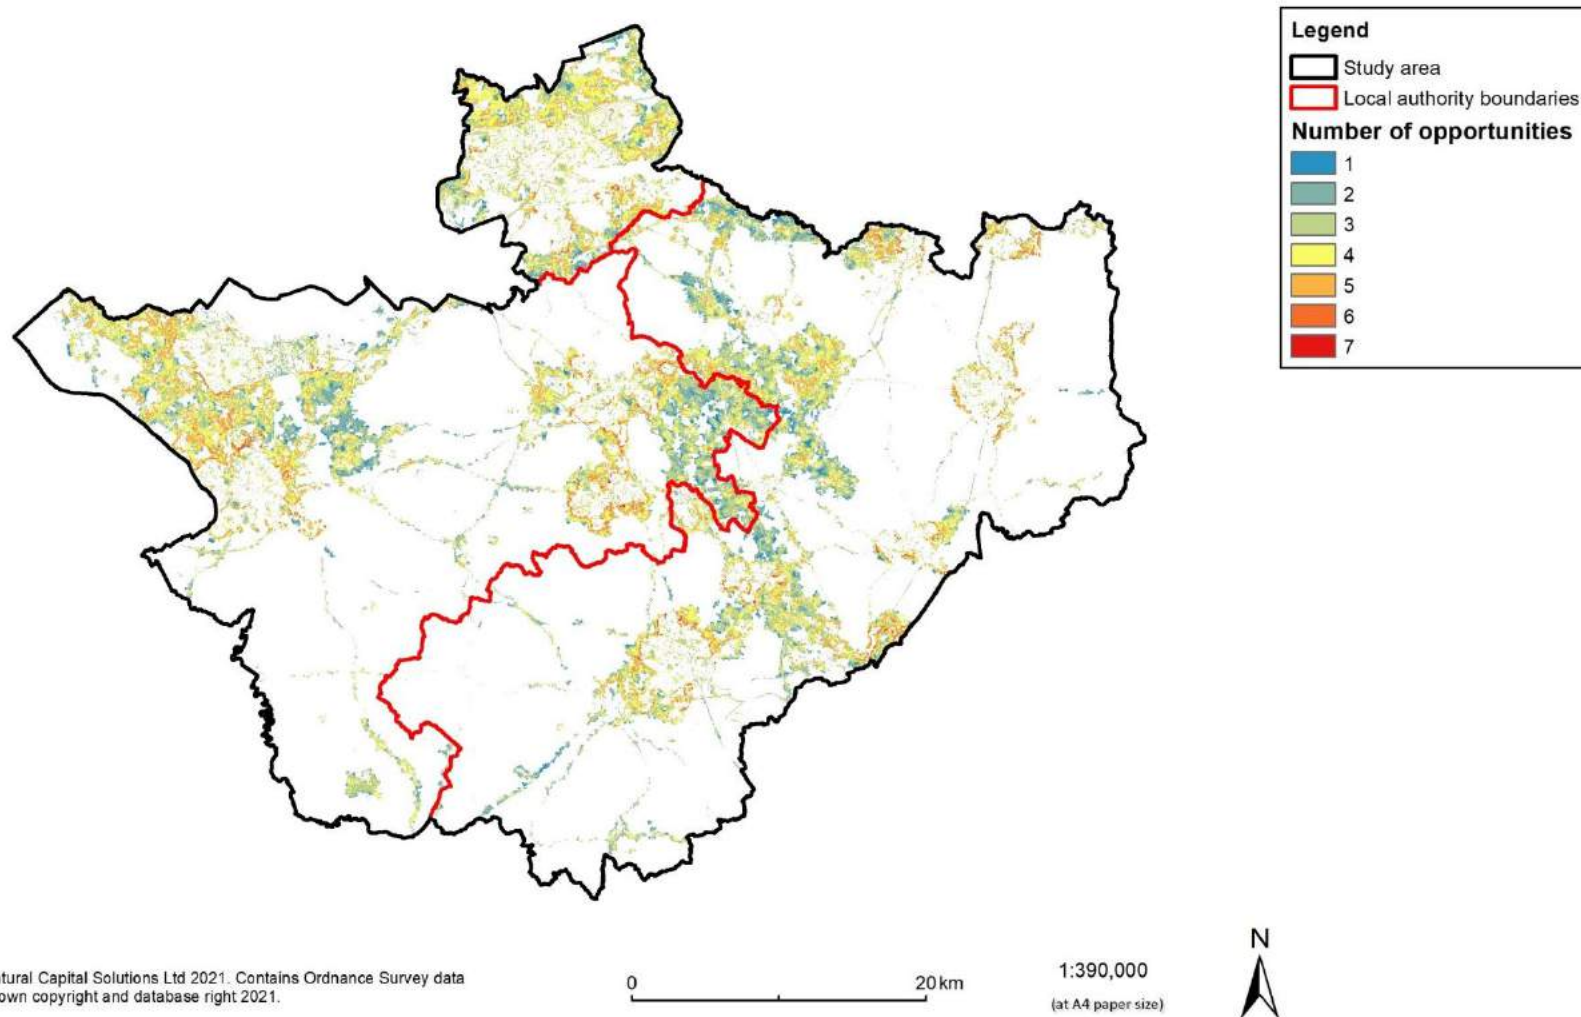 Legend
Study area
Local authority boundaries
Number of opportunities
1
2
3
4
5
6
7
tural Capital Solutions Ltd 2021. Contains Ordnance Survey data
own copyright and database right 2021.
0 20 km
1:390,000
(at A4 paper size)
N